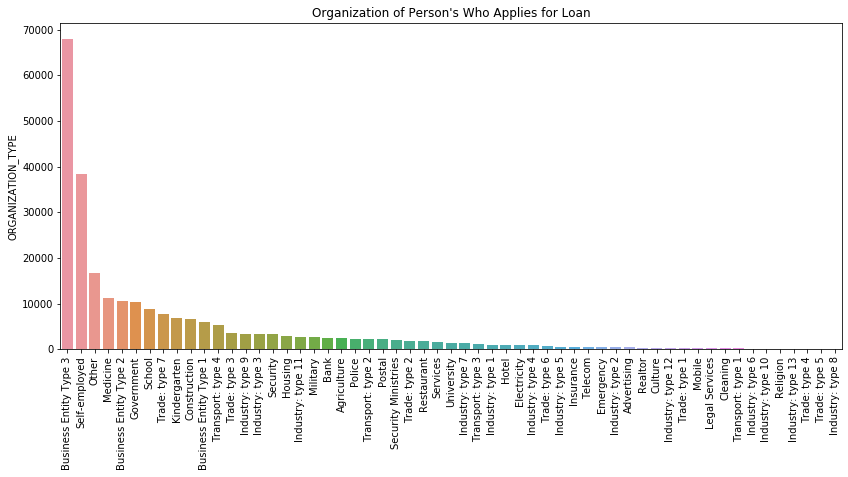 Organization of Person's Who Applies for Loan
ORGANIZATION_TYPE
70000
60000
50000
40000
30000
20000
10000
0
Business Entity Type 3
Self-employed
Other
Medicine
Business Entity Type 2
Government
School
Trade: type 7
Kindergarten
Construction
Business Entity Type 1
Transport: type 4
Trade: type 3
Industry: type 9
Industry: type 3
Security
Housing
Industry: type 11
Military
Bank
Agriculture
Police
Transport: type 2
Postal
Security Ministries
Trade: type 2
Restaurant
Services
University
Industry: type 7
Transport: type 3
Industry: type 1
Hotel
Electricity
Industry: type 4
Trade: type 6
Industry: type 5
Insurance
Telecom
Emergency
Industry: type 2
Advertising
Realtor
Culture
Industry: type 12
Trade: type 1
Mobile
Legal Services
Cleaning
Transport: type 1
Industry: type 6
Industry: type 10
Religion
Industry: type 13
Trade: type 4
Trade: type 5
Industry: type 8